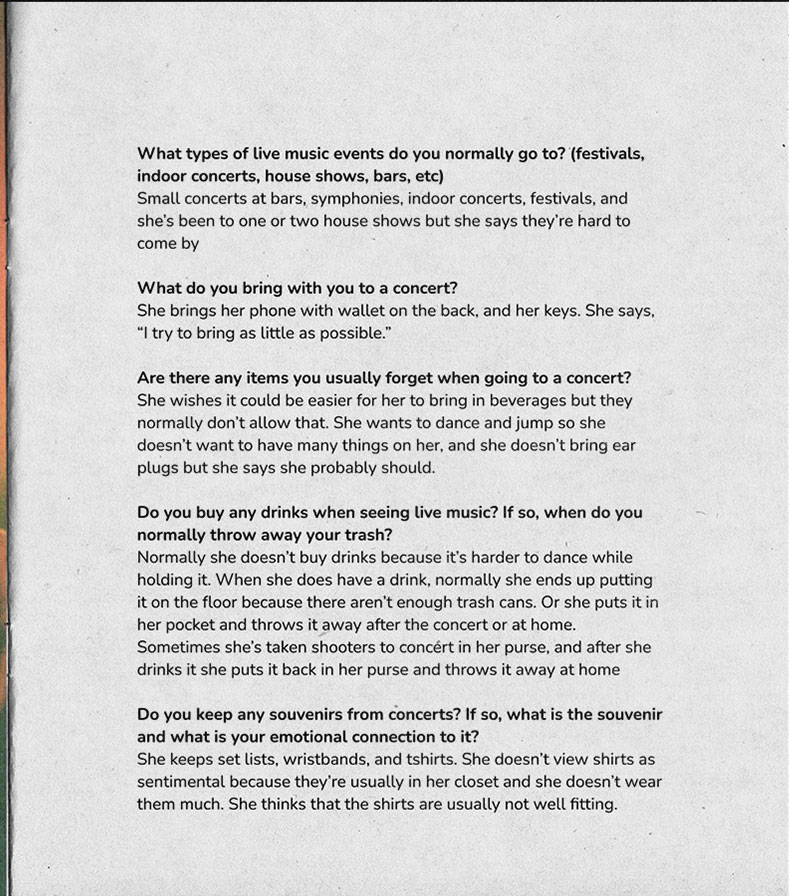 What types of live music events do you normally go to? (festivals,
indoor concerts, house shows, bars, etc)
Small concerts at bars, symphonies, indoor concerts, festivals, and
she's been to one or two house shows but she says they're hard to
come by
What do you bring with you to a concert?
She brings her phone with wallet on the back, and her keys. She says,
“I try to bring as little as possible.”
Are there any items you usually forget when going to a concert?
She wishes it could be easier for her to bring in beverages but they
normally don't allow that. She wants to dance and jump so she
doesn't want to have many things on her, and she doesn't bring ear
plugs but she says she probably should.
Do you buy any drinks when seeing live music? If so, when do you
normally throw away your trash?
Normally she doesn't buy drinks because it's harder to dance while
holding it. When she does have a drink, normally she ends up putting
it on the floor because there aren't enough trash cans. Or she puts it in
her pocket and throws it away after the concert or at home.
Sometimes she's taken shooters to concert in her purse, and after she
drinks it she puts it back in her purse and throws it away at home
Do you keep any souvenirs from concerts? If so, what is the souvenir
and what is your emotional connection to it?
She keeps set lists, wristbands, and tshirts. She doesn't view shirts as
sentimental because they're usually in her closet and she doesn't wear
them much. She thinks that the shirts are usually not well fitting.